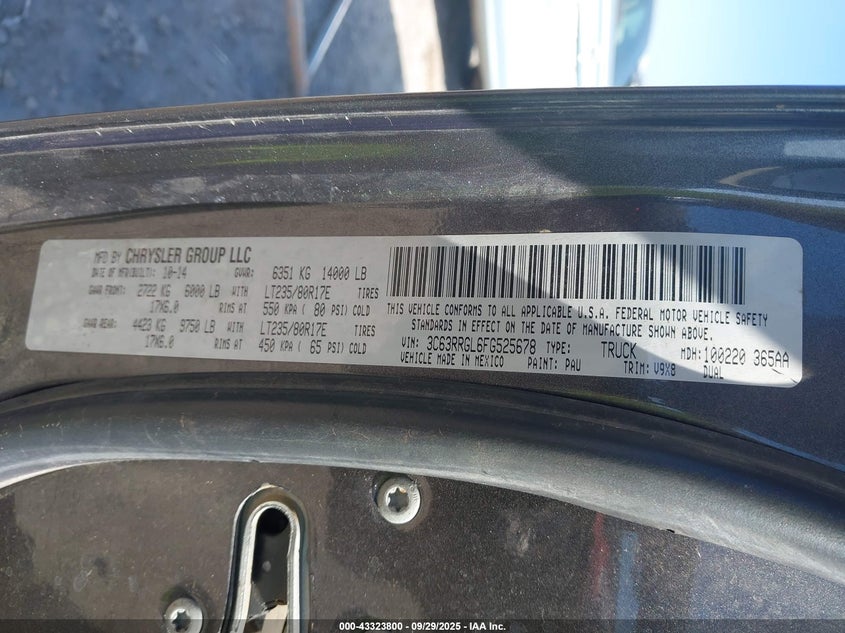 MFD BY CHRYSLER GROUP LLC
DATE OF MFR(BUILT): 10-14 GVWR: 6351 KG 14000 LB
GAWR FRONT: 2722 KG 6000 LB WITH LT235/80R17E TIRES
17X6.0 RIMS AT 550 KPA ( 80 PSI) COLD
GAWR REAR: 4423 KG 9750 LB WITH LT235/80R17E TIRES
17X6.0 RIMS AT 450 KPA ( 65 PSI) COLD
THIS VEHICLE CONFORMS TO ALL APPLICABLE U.S.A. FEDERAL MOTOR VEHICLE SAFETY
STANDARDS IN EFFECT ON THE DATE OF MANUFACTURE SHOWN ABOVE.
VIN: 3C63RRGL6FG525678 TYPE: TRUCK MDH: 100220 365AA
VEHICLE MADE IN MEXICO PAINT: PAU TRIM: V9X8 DUAL
000-43323800 - 09/29/2025 - IAA Inc.